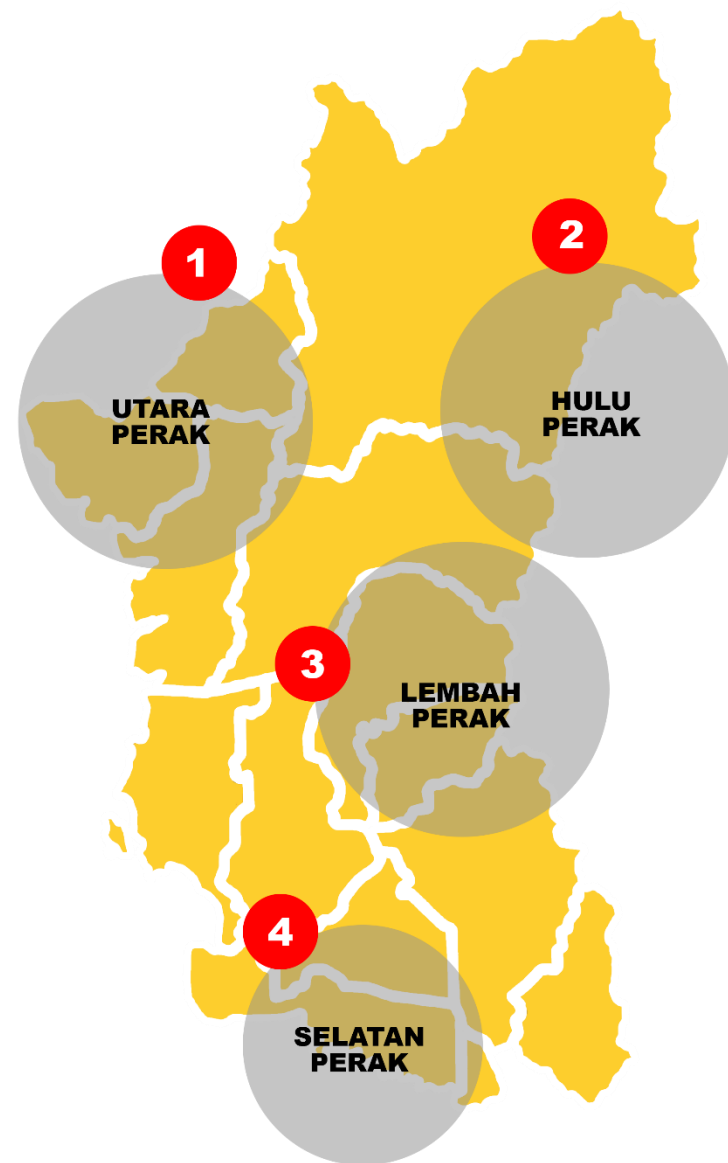 1
UTARA
PERAK
2
HULU
PERAK
3
LEMBAH
PERAK
4
SELATAN
PERAK